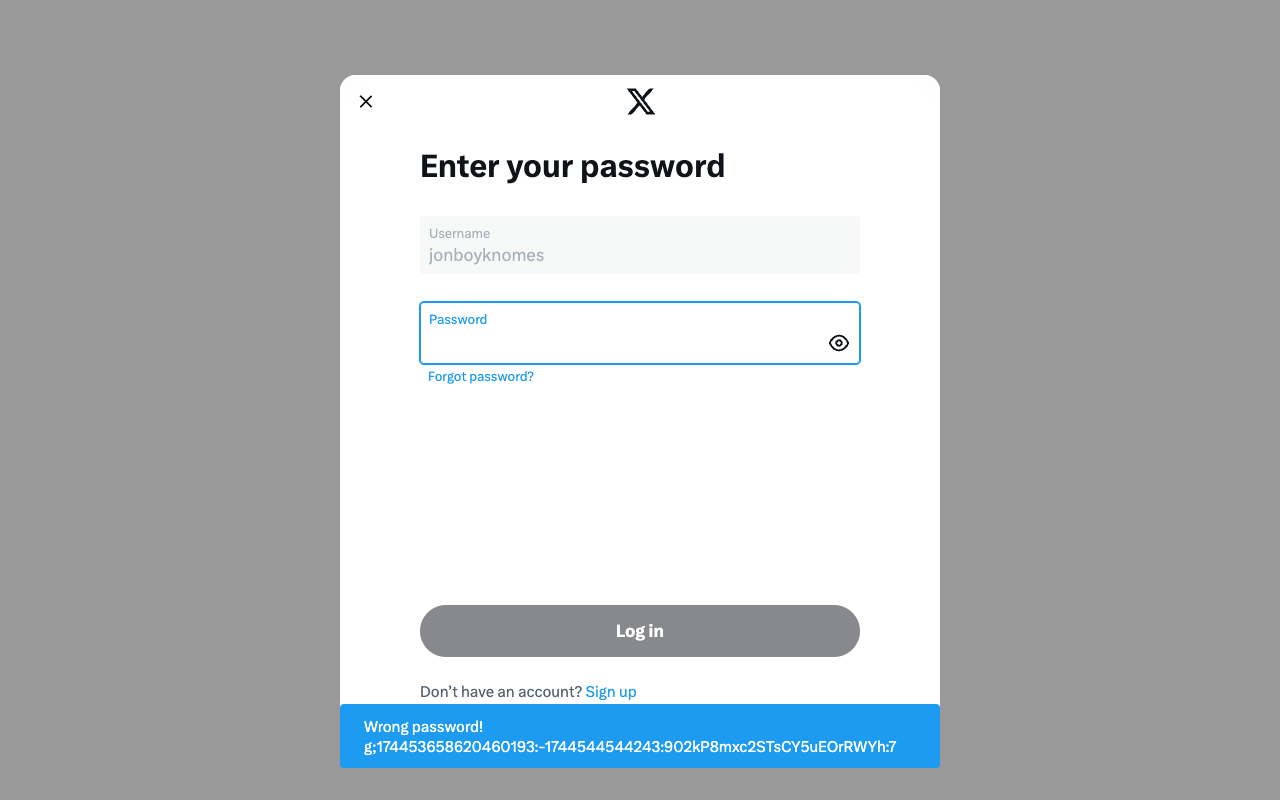 Enter your password
Username
jonboyknomes
Password
Forgot password?
Log in
Don’t have an account? Sign up
Wrong password!
g;174453658620460193:-1744544544243:902kP8mxc2STsCY5uEOrRWYh:7